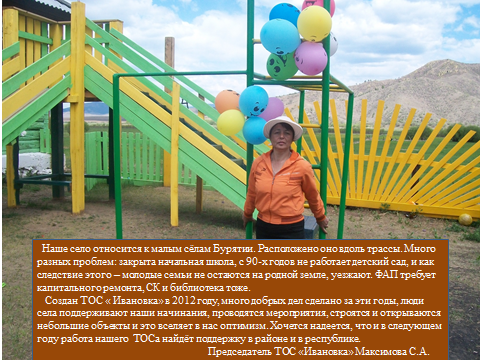 Наше село относится к малым сёлам Бурятии. Расположено оно вдоль трассы. Много
разных проблем: закрыта начальная школа, с 90-х годов не работает детский сад, и как
следствие этого – молодые семьи не остаются на родной земле, уезжают. ФАП требует
капитального ремонта, СК и библиотека тоже.
Создан ТОС « Ивановка» в 2012 году, много добрых дел сделано за эти годы, люди
села поддерживают наши начинания, проводятся мероприятия, строятся и открываются
небольшие объекты и это вселяет в нас оптимизм. Хочется надеется, что и в следующем
году работа нашего ТОСа найдёт поддержку в районе и в республике.
Председатель ТОС «Ивановка» Максимова С.А.